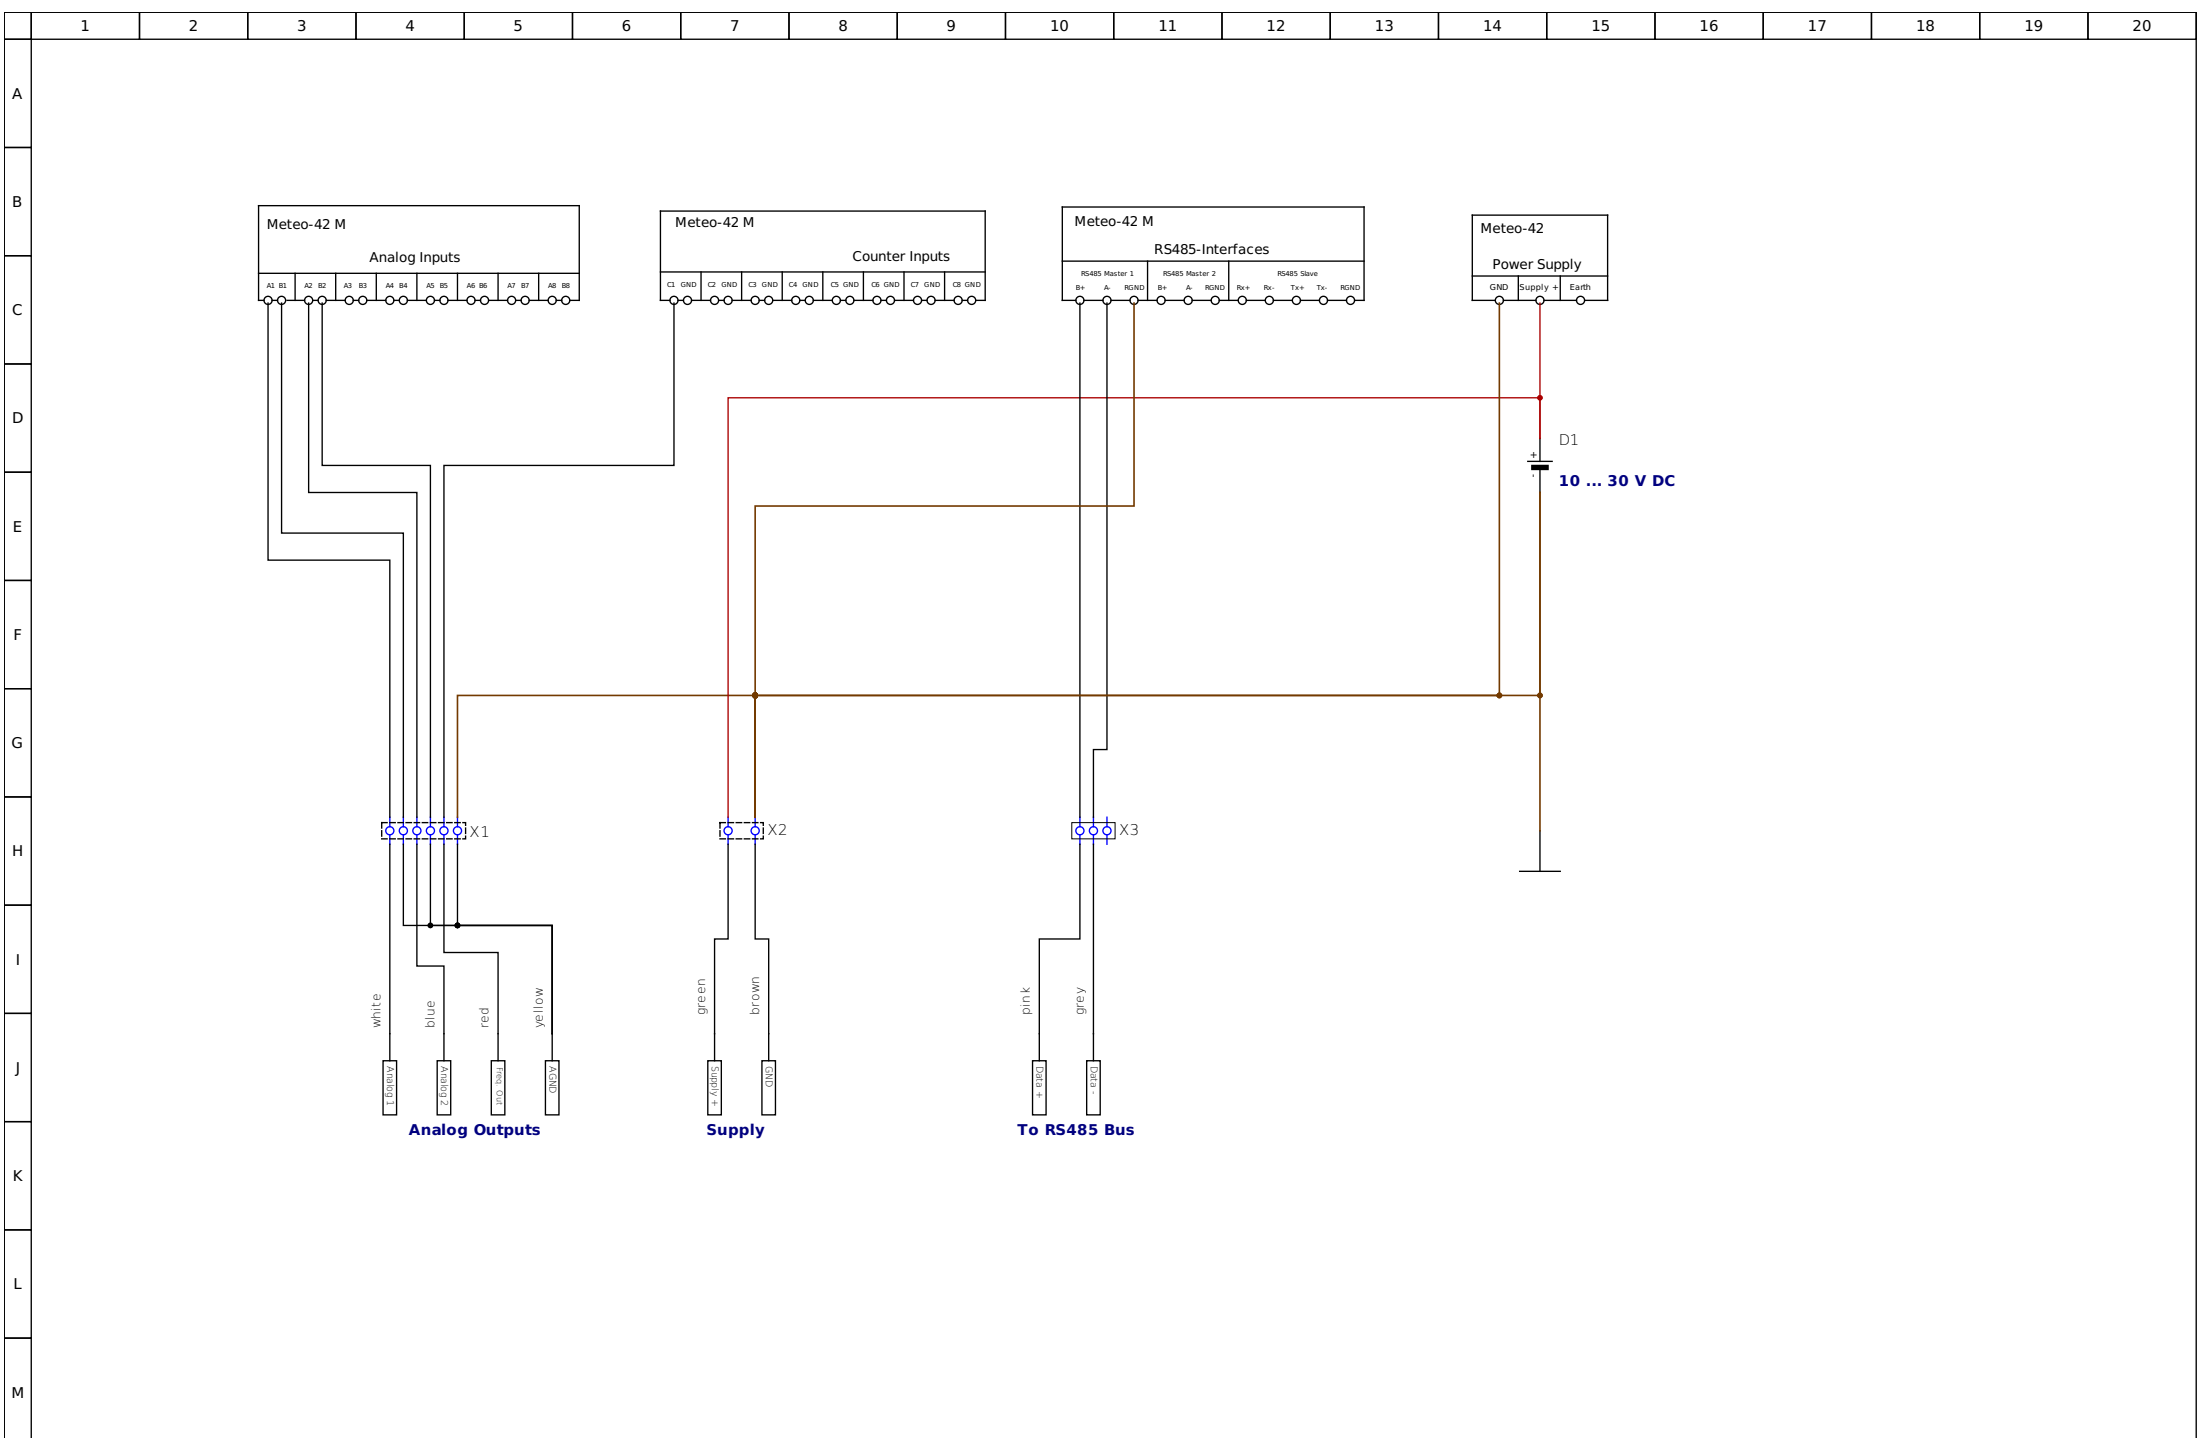 1 2 3 4 5 6 7 8 9 10 11 12 13 14 15 16 17 18 19 20
A
B
Meteo-42 M
Analog Inputs
A1 B1 A2 B2 A3 B3 A4 B4 A5 B5 A6 B6 A7 B7 A8 B8
Meteo-42 M
Counter Inputs
C1 GND C2 GND C3 GND C4 GND C5 GND C6 GND C7 GND C8 GND
Meteo-42 M
RS485-Interfaces
RS485 Master 1 RS485 Master 2 RS485 Slave
B+ A- RGND B+ A- RGND Rx+ Rx- Tx+ Tx- RGND
Meteo-42
Power Supply
GND Supply + Earth
C
D
D1
+
-
10 ... 30 V DC
E
F
G
X1
X2
X3
H
I
white
blue
red
yellow
green
brown
pink
grey
J
Analog 1
Analog 2
Freq. Out
AGND
Supply +
GND
Data +
Data -
Analog Outputs
Supply
To RS485 Bus
K
L
M